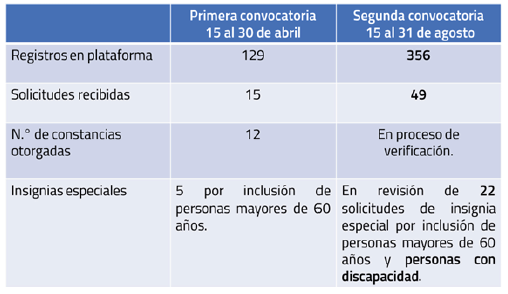 Primera convocatoria
15 al 30 de abril
Segunda convocatoria
15 al 31 de agosto
Registros en plataforma
129
356
Solicitudes recibidas
15
49
N.° de constancias
otorgadas
12
En proceso de
verificación.
Insignias especiales
5 por inclusión de
personas mayores de 60
años.
En revisión de 22
solicitudes de insignia
especial por inclusión de
personas mayores de 60
años y personas con
discapacidad.